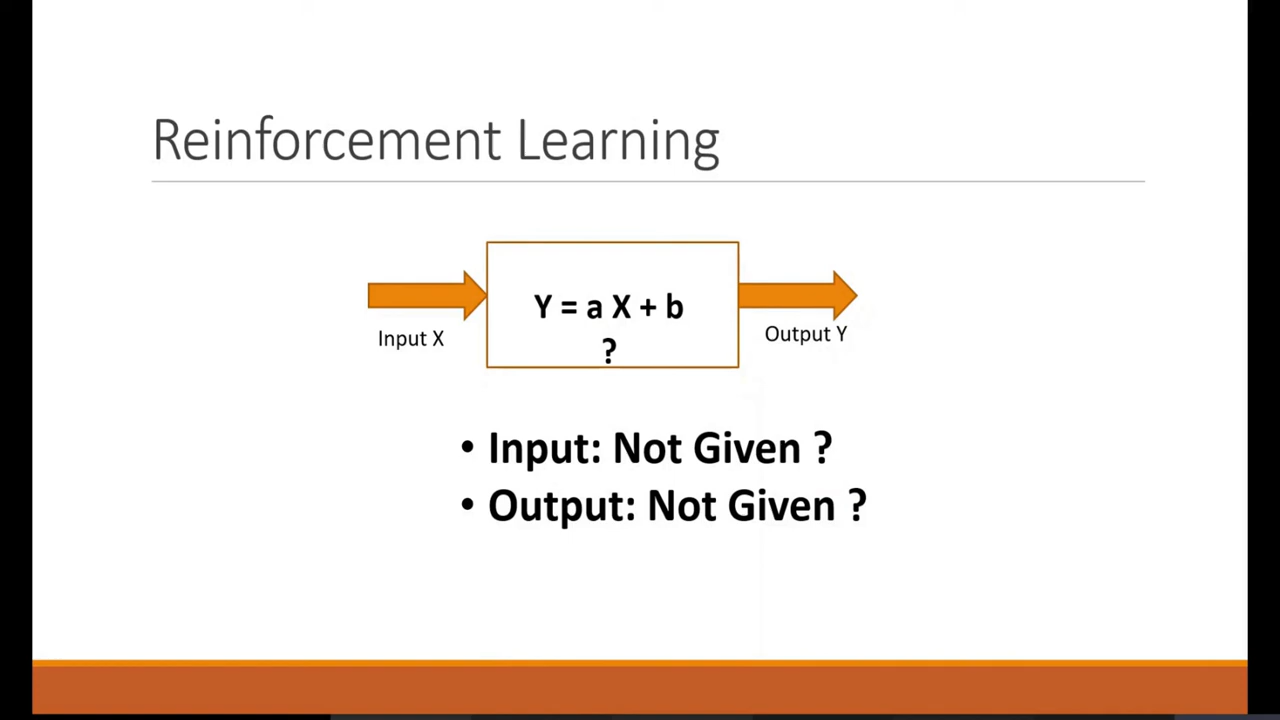 Reinforcement Learning
Y = a X + b
?
Input X
Output Y
• Input: Not Given ?
• Output: Not Given ?